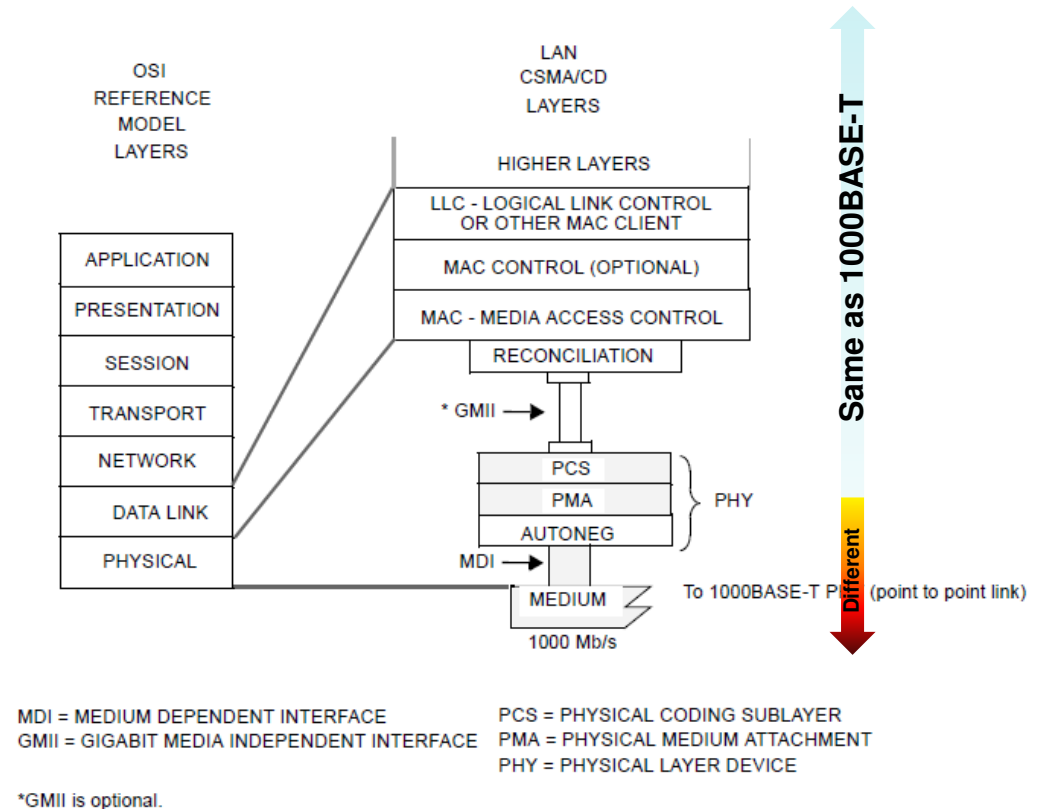 OSI
REFERENCE
MODEL
LAYERS
APPLICATION
PRESENTATION
SESSION
TRANSPORT
NETWORK
DATA LINK
PHYSICAL
LAN
CSMA/CD
LAYERS
HIGHER LAYERS
LLC - LOGICAL LINK CONTROL
OR OTHER MAC CLIENT
MAC CONTROL (OPTIONAL)
MAC - MEDIA ACCESS CONTROL
RECONCILIATION
* GMII
PCS
PMA
AUTONEG
PHY
MDI
MEDIUM
1000 Mb/s
To 1000BASE-T (point to point link)
Same as 1000BASE-T
Different
MDI = MEDIUM DEPENDENT INTERFACE
GMII = GIGABIT MEDIA INDEPENDENT INTERFACE
PCS = PHYSICAL CODING SUBLAYER
PMA = PHYSICAL MEDIUM ATTACHMENT
PHY = PHYSICAL LAYER DEVICE
*GMII is optional.